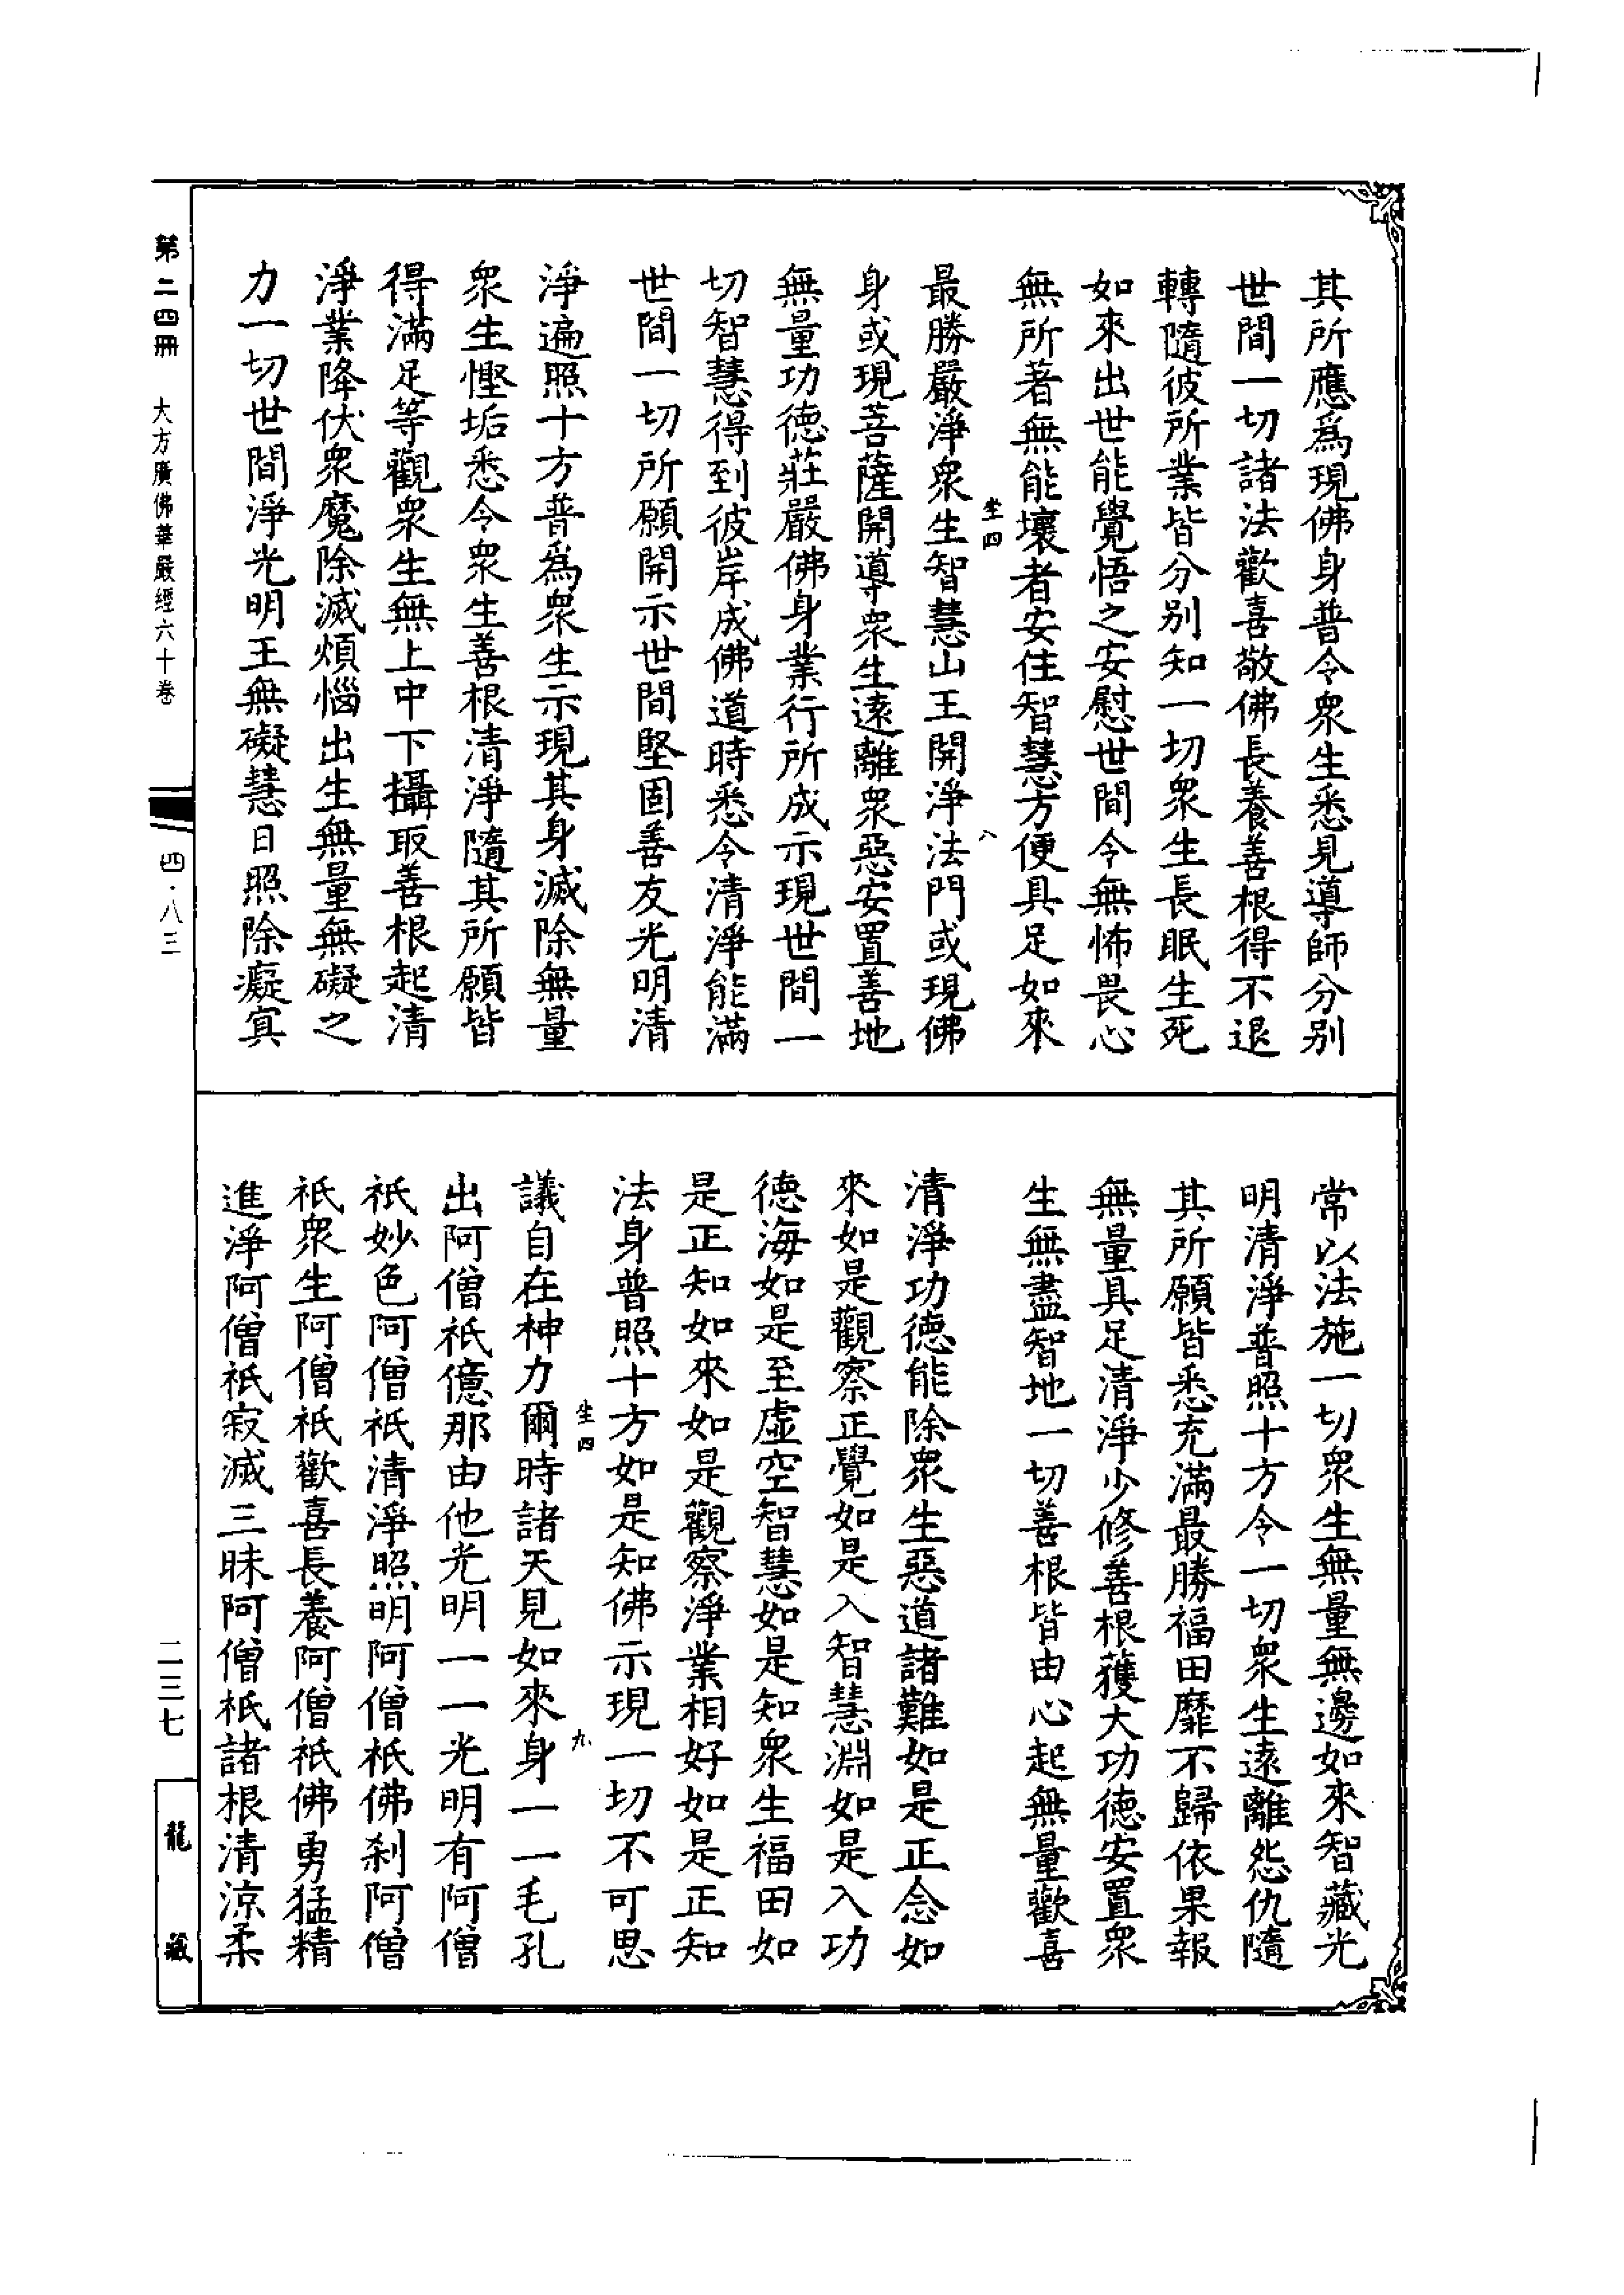 其所應爲現佛身普令衆生悉見導師分别
世間一切諸法歡喜敬佛長養善根得不退
轉隨彼所業皆分别知一切衆生長眠生死
如來出世能覺悟之安慰世間令無怖畏心
無所著無能壞者安住智慧方便具足如來
坐四
八
最勝嚴淨衆生智慧山王開淨法門或現佛
身或現菩薩開導衆生遠離衆惡安置善地
無量功德莊嚴佛身業行所成示現世間一
切智慧得到彼岸成佛道時悉令清淨能滿
世間一切所願開示世間堅固善友光明清
淨遍照十方普爲衆生示現其身滅除無量
衆生慳垢悉令衆生善根清淨隨其所願皆
得滿足等觀衆生無上中下攝取善根起清
淨業降伏衆魔除滅煩惱出生無量無礙之
力一切世間淨光明王無礙慧日照除癡冥
常以法施一切衆生無量無邊如來智藏光
明清淨普照十方令一切衆生遠離怨仇隨
其所願皆悉充滿最勝福田靡不歸依果報
無量具足清淨少修善根獲大功德安置衆
生無盡智地一切善根皆由心起無量歡喜
清淨功德能除衆生惡道諸難如是正念如
來如是觀察正覺如是入智慧淵如是入功
德海如是至虛空智慧如是知衆生福田如
是正知如來如是觀察淨業相好如是正知
法身普照十方如是知佛示現一切不可思
坐四
九
議自在神力爾時諸天見如來身一一毛孔
出阿僧祇億那由他光明一一光明有阿僧
祇妙色阿僧祇清淨照明阿僧祇佛刹阿僧
祇衆生阿僧祇歡喜長養阿僧祇佛勇猛精
進淨阿僧祇寂滅三昧阿僧祇諸根清涼柔
第二四冊 大方廣佛華嚴經六十卷
四·八三
二三七
龍藏